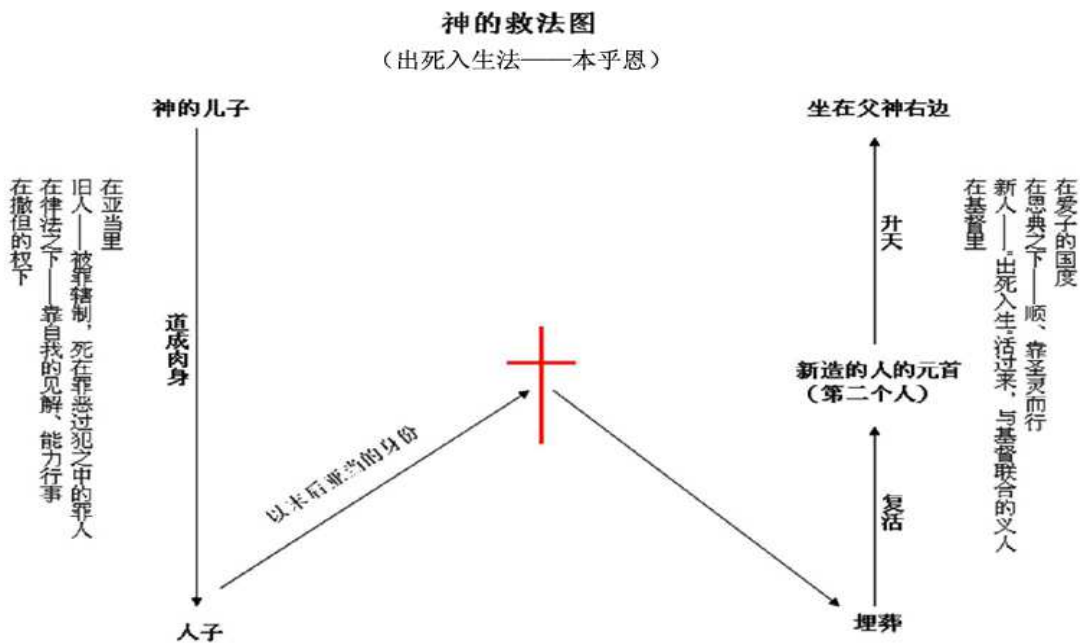 神的救法图
（出死入生法——本乎恩）
神的儿子
坐在父神右边
在亚当里
旧人——被罪辖制，死在罪恶过犯之中的罪人
在律法之下——靠自我的见解、能力行事
在撒但的权下
道成肉身
以末后亚当的身份
人子
埋葬
复活
新造的人的元首
（第二个人）
升天
在爱子的国度
在恩典之下——顺、靠圣灵而行
新人——“出死入生”活过来，与基督联合的义人
在基督里